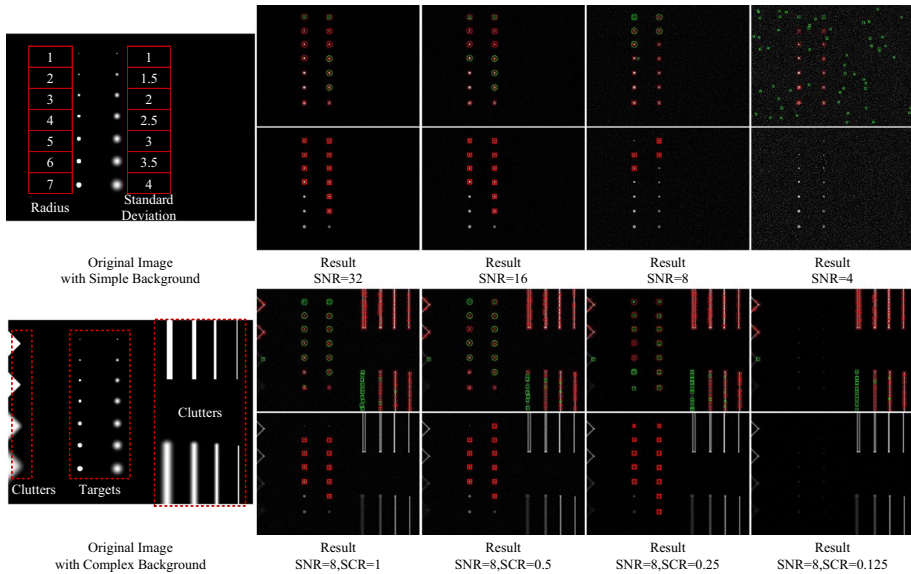 1 1
2 1.5
3 2
4 2.5
5 3
6 3.5
7 4
Radius
Standard
Deviation
Original Image
with Simple Background
Result
SNR=32
Result
SNR=16
Result
SNR=8
Result
SNR=4
Clutters
Clutters
Targets
Original Image
with Complex Background
Result
SNR=8,SCR=1
Result
SNR=8,SCR=0.5
Result
SNR=8,SCR=0.25
Result
SNR=8,SCR=0.125